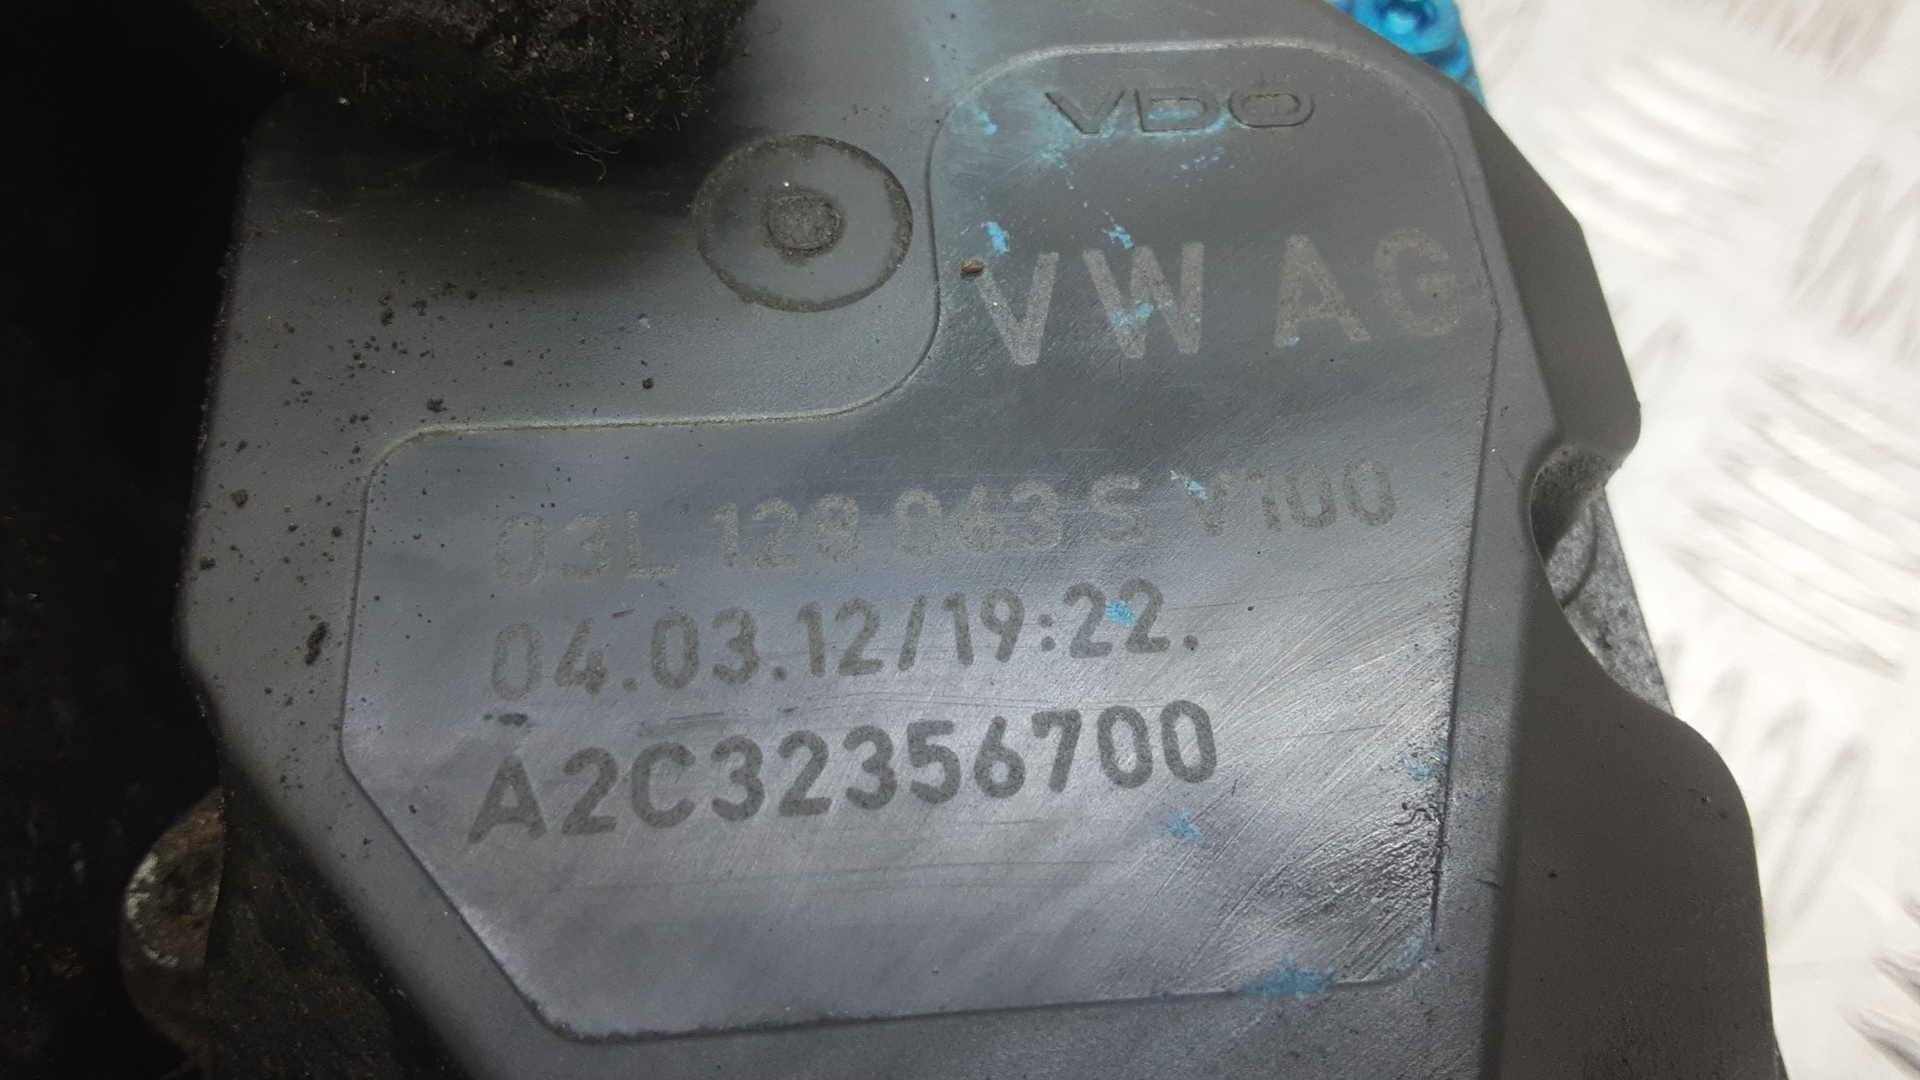 VDO
VW AG
03L 128 063 S V100
04.03.12/19:22.
A2C32356700